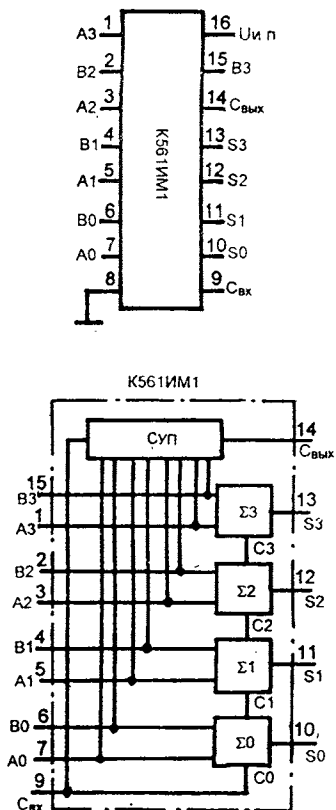 A3 1 16 Uи.п
B2 2 15 B3
A2 3 14 Cвых
B1 4 13 S3
A1 5 12 S2
B0 6 11 S1
A0 7 10 S0
8 9 Cвх
К561ИМ1
К561ИМ1
Cуп
14
Cвых
15
B3
1
A3
Σ3
13
S3
C3
2
B2
3
A2
Σ2
12
S2
C2
4
B1
5
A1
Σ1
11
S1
C1
6
B0
7
A0
Σ0
10
S0
9
C0
Cвх